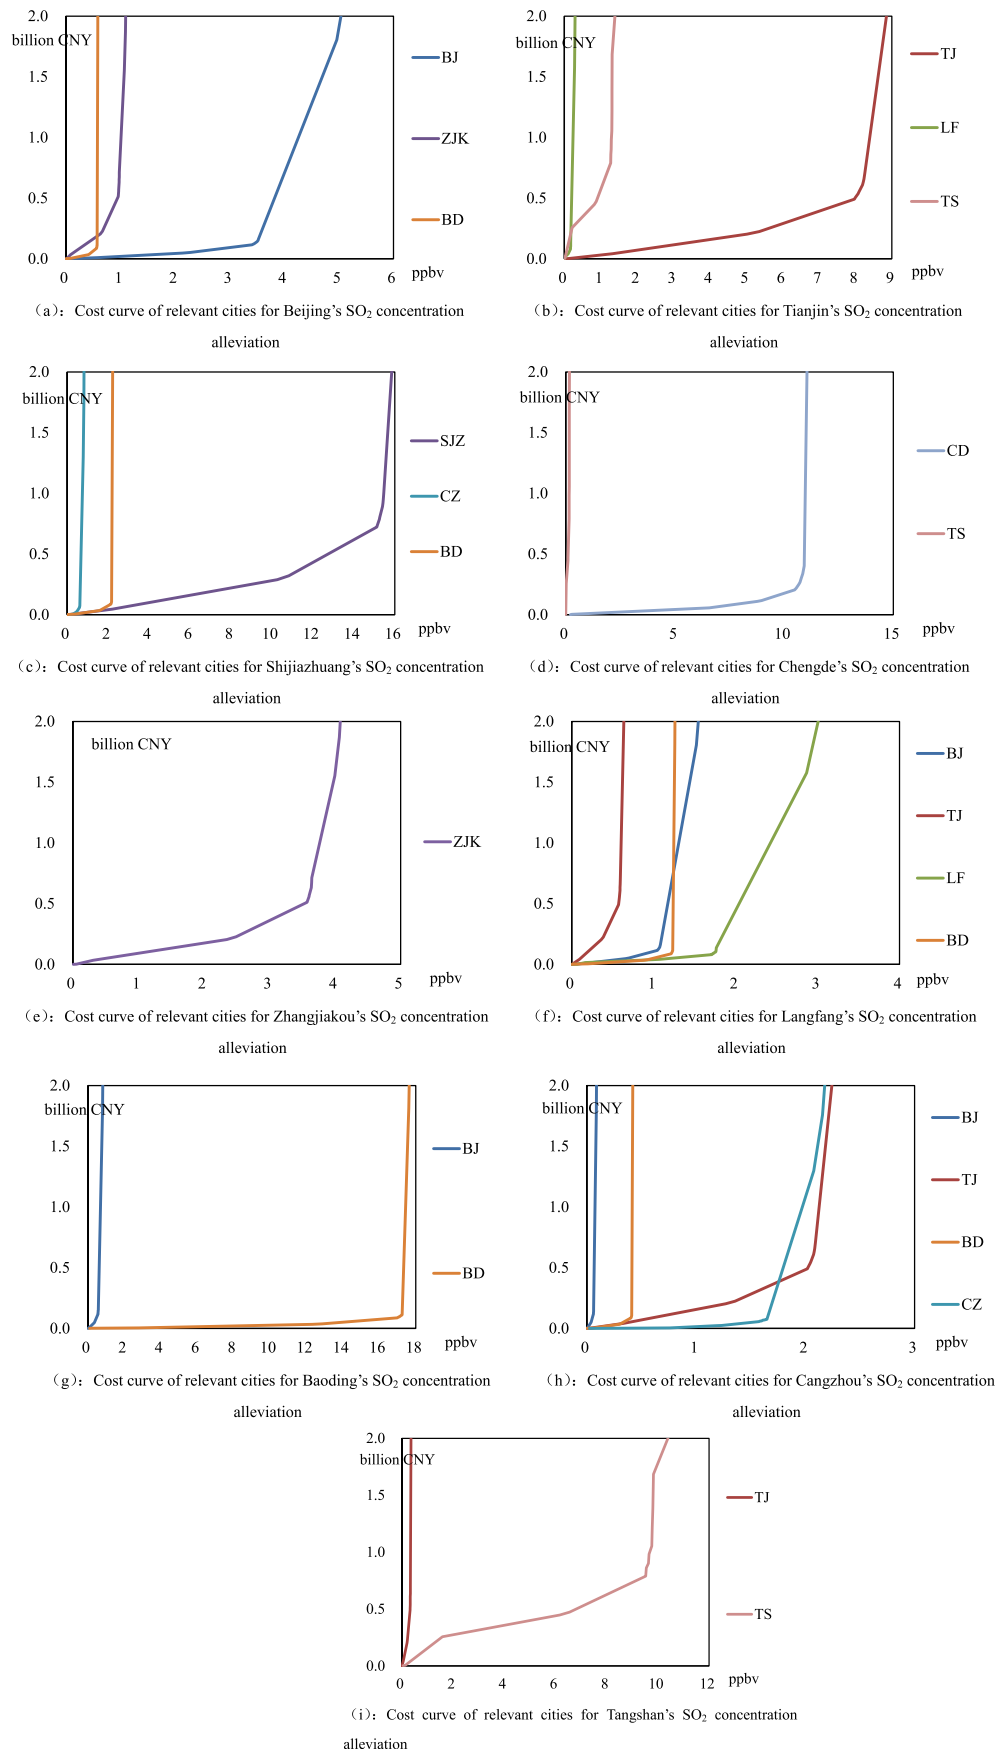 2.0
billion CNY
1.5
1.0
0.5
0.0
0 1 2 3 4 5 6 ppbv
BJ
ZJK
BD
(a): Cost curve of relevant cities for Beijing's SO2 concentration
alleviation
2.0
billion CNY
1.5
1.0
0.5
0.0
0 1 2 3 4 5 6 7 8 9 ppbv
TJ
LF
TS
(b): Cost curve of relevant cities for Tianjin's SO2 concentration
alleviation
2.0
billion CNY
1.5
1.0
0.5
0.0
0 2 4 6 8 10 12 14 16 ppbv
SJZ
CZ
BD
(c): Cost curve of relevant cities for Shijiazhuang's SO2 concentration
alleviation
2.0
billion CNY
1.5
1.0
0.5
0.0
0 5 10 15 ppbv
CD
TS
(d): Cost curve of relevant cities for Chengde's SO2 concentration
alleviation
2.0
billion CNY
1.5
1.0
0.5
0.0
0 1 2 3 4 5 ppbv
ZJK
(e): Cost curve of relevant cities for Zhangjiakou's SO2 concentration
alleviation
2.0
billion CNY
1.5
1.0
0.5
0.0
0 1 2 3 4 ppbv
BJ
TJ
LF
BD
(f): Cost curve of relevant cities for Langfang's SO2 concentration
alleviation
2.0
billion CNY
1.5
1.0
0.5
0.0
0 2 4 6 8 10 12 14 16 18 ppbv
BJ
BD
(g): Cost curve of relevant cities for Baoding's SO2 concentration
alleviation
2.0
billion CNY
1.5
1.0
0.5
0.0
0 1 2 3 ppbv
BJ
TJ
BD
CZ
(h): Cost curve of relevant cities for Cangzhou's SO2 concentration
alleviation
2.0
billion CNY
1.5
1.0
0.5
0.0
0 2 4 6 8 10 12 ppbv
TJ
TS
(i): Cost curve of relevant cities for Tangshan's SO2 concentration
alleviation